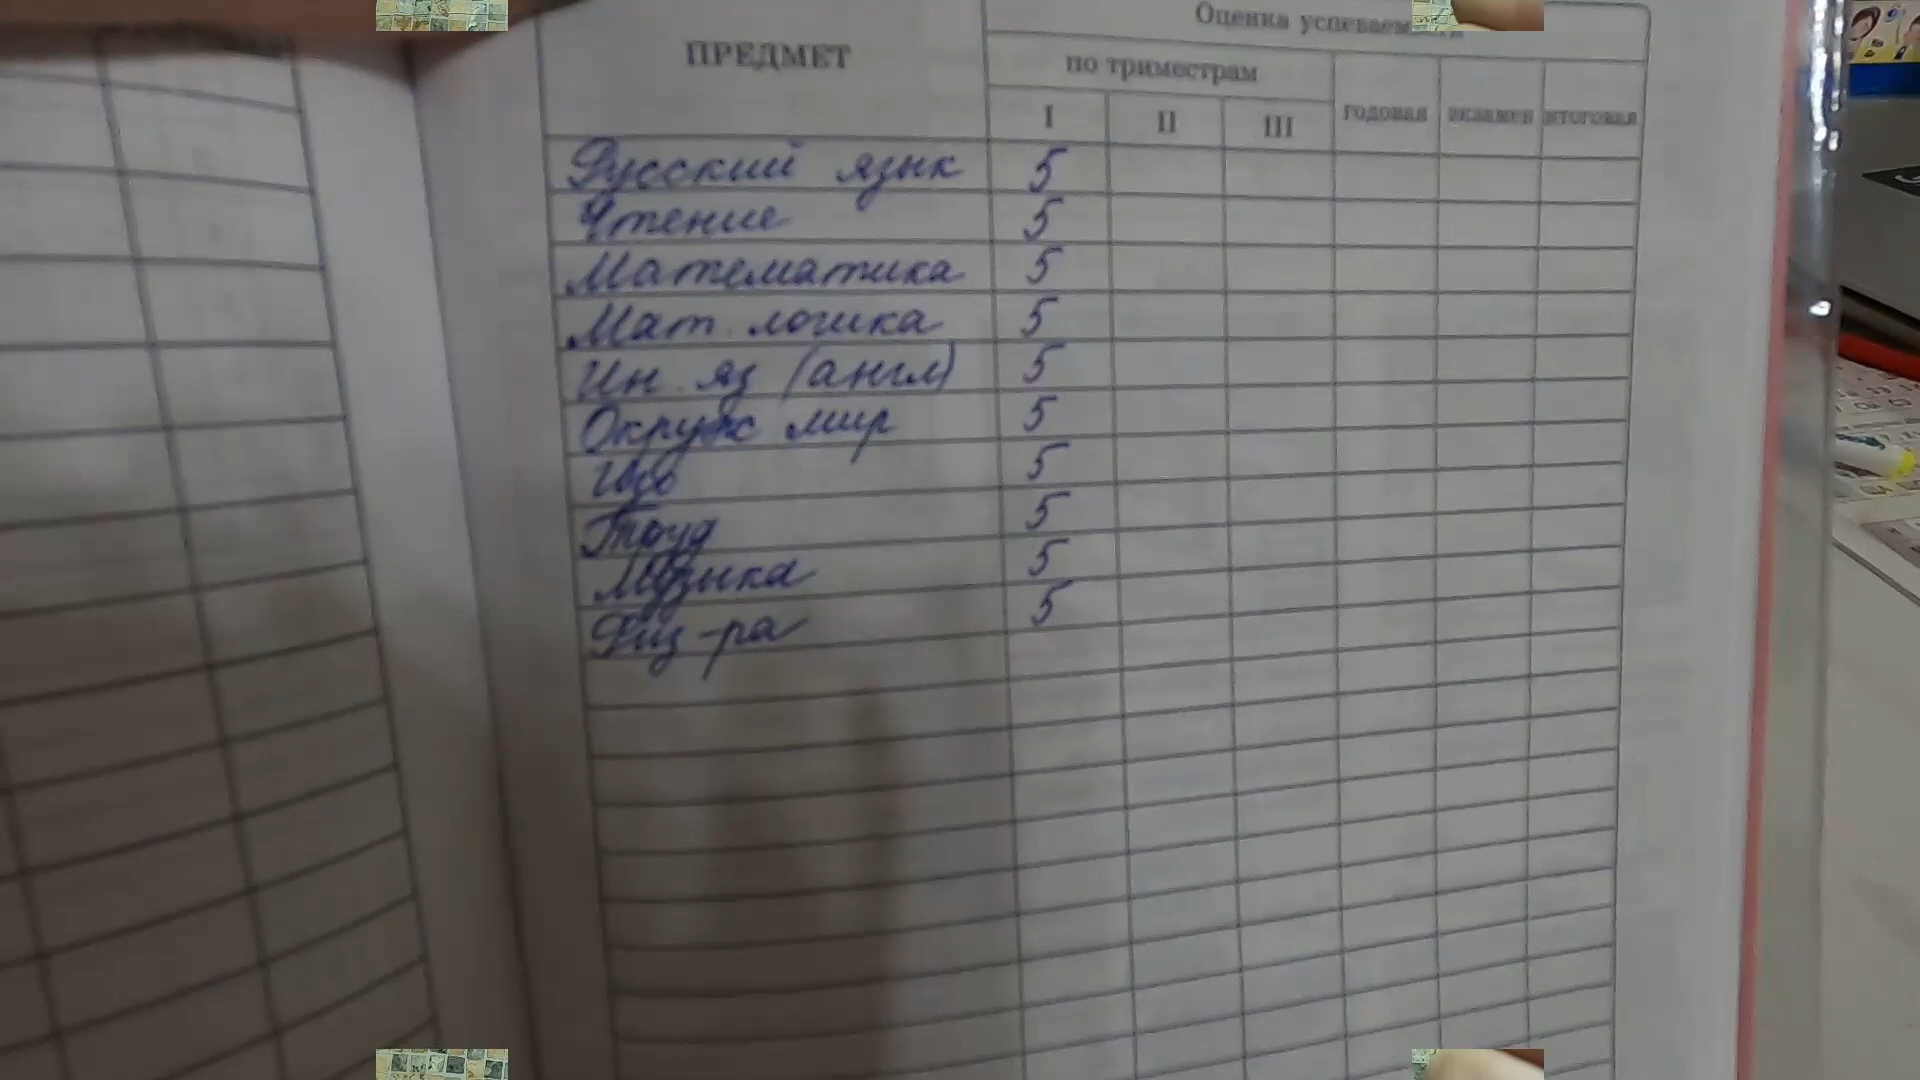 Оценка успеваем
ПРЕДМЕТ
по триместрам
I II III годовая экзамен итоговая
Русский язык 5
Чтение 5
Математика 5
Мат. логика 5
Ин. яз (англ) 5
Окруж мир 5
Изо 5
Труд 5
Музыка 5
Физ-ра 5